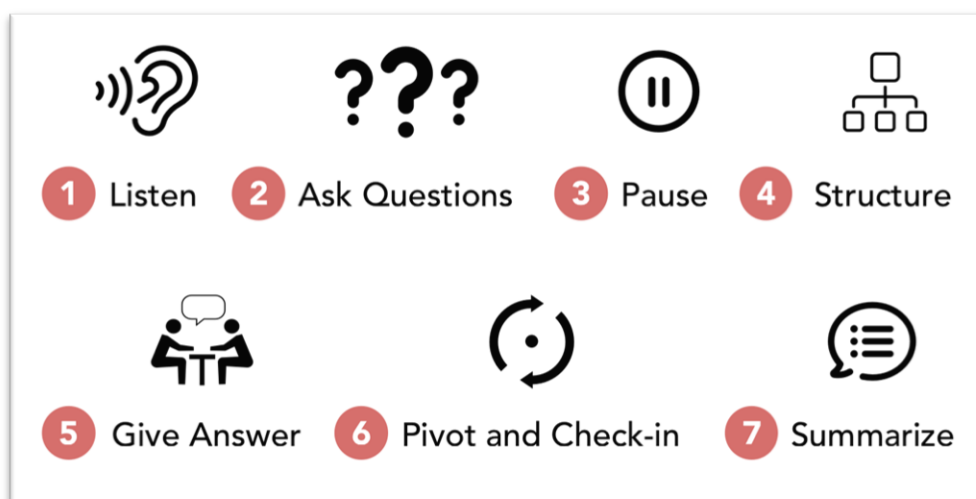 1 Listen 2 Ask Questions 3 Pause 4 Structure
5 Give Answer 6 Pivot and Check-in 7 Summarize